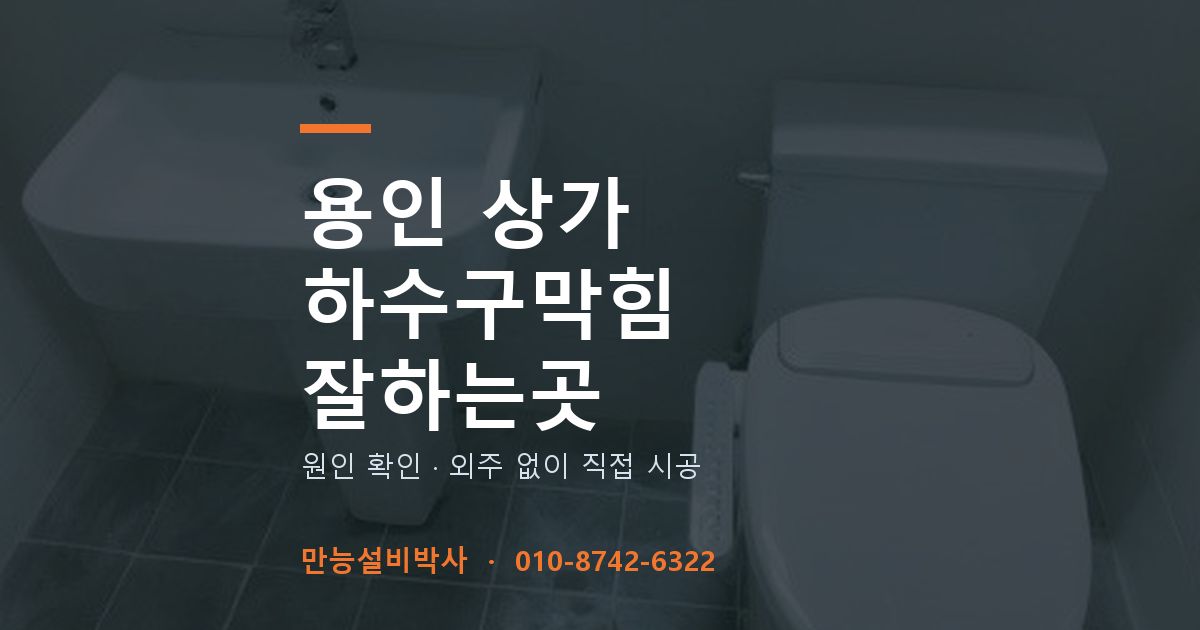 용인 상가
하수구막힘
잘하는곳
원인 확인 · 외주 없이 직접 시공
만능설비박사 · 010-8742-6322